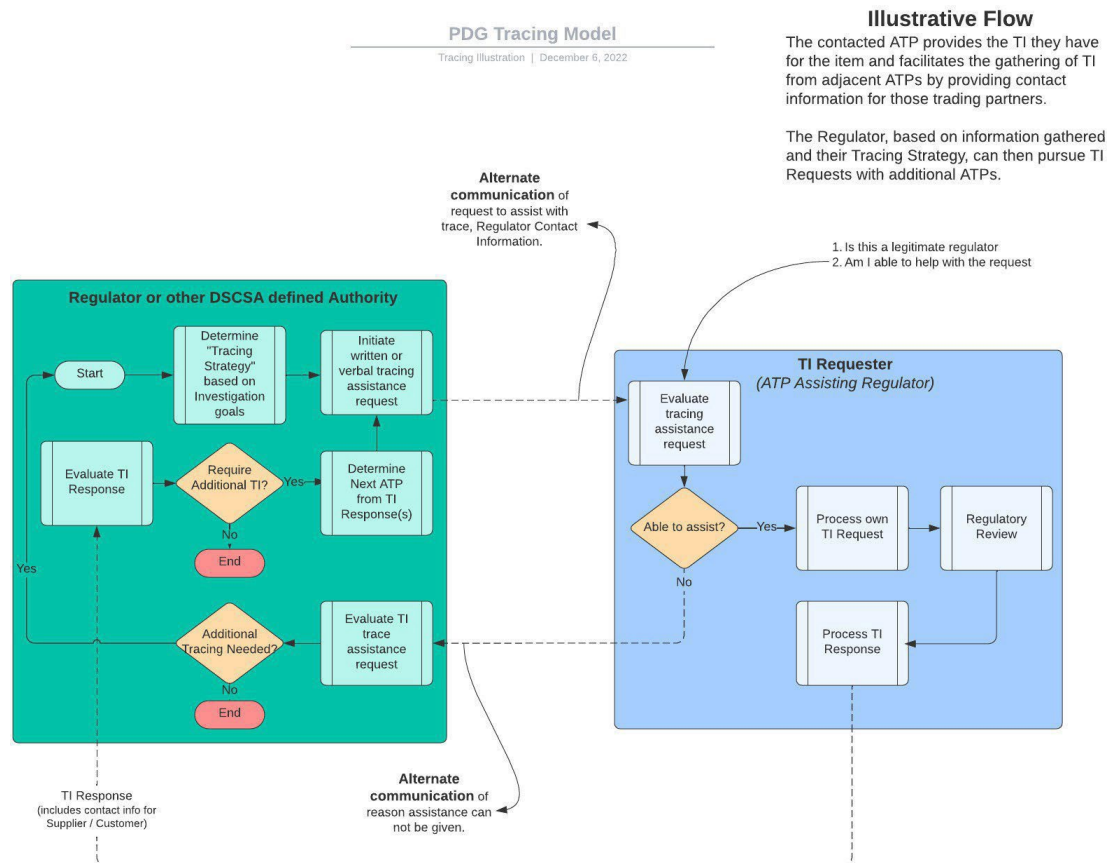 PDG Tracing Model
Tracing Illustration | December 6, 2022
Illustrative Flow
The contacted ATP provides the TI they have
for the item and facilitates the gathering of TI
from adjacent ATPs by providing contact
information for those trading partners.
The Regulator, based on information gathered
and their Tracing Strategy, can then pursue TI
Requests with additional ATPs.
Alternate
communication of
request to assist with
trace, Regulator Contact
Information.
1. Is this a legitimate regulator
2. Am I able to help with the request
Regulator or other DSCSA defined Authority
Start
Determine
"Tracing
Strategy"
based on
Investigation
goals
Initiate
written or
verbal tracing
assistance
request
Evaluate TI
Response
Require
Additional TI?
Yes
Determine
Next ATP
from TI
Response(s)
No
End
Yes
Additional
Tracing Needed?
Evaluate TI
trace
assistance
request
No
End
TI Requester
(ATP Assisting Regulator)
Evaluate
tracing
assistance
request
Able to assist?
Yes
Process own
TI Request
Regulatory
Review
No
Process TI
Response
Alternate
communication of
reason assistance can
not be given.
TI Response
(includes contact info for
Supplier / Customer)